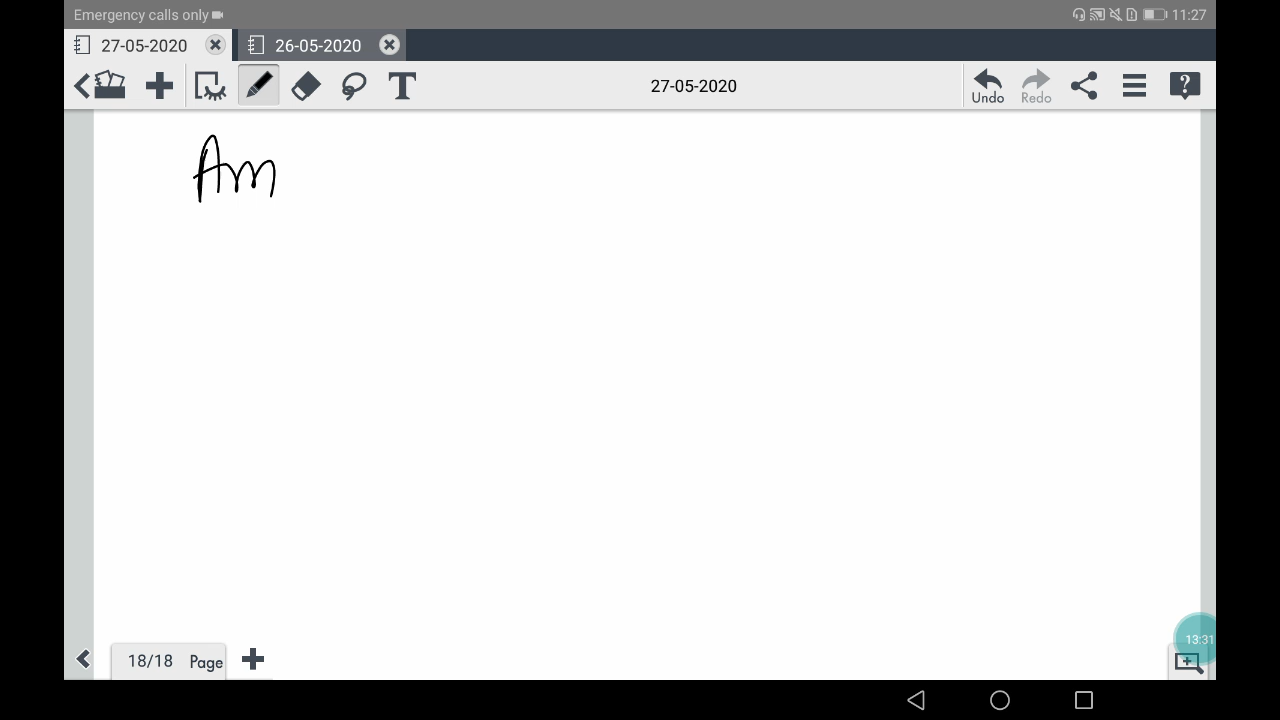 Emergency calls only 11:27
27-05-2020 26-05-2020
T 27-05-2020 Undo Redo ?
Am
13:31
18/18 Page